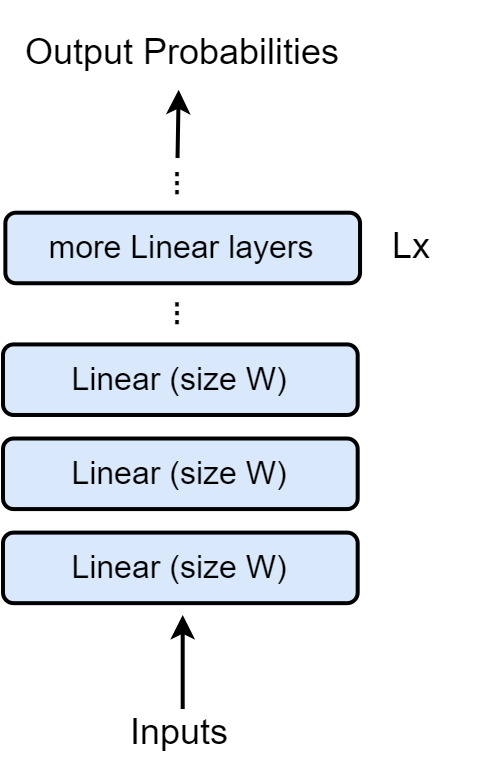 Output Probabilities
more Linear layers
Lx
Linear (size W)
Linear (size W)
Linear (size W)
Inputs